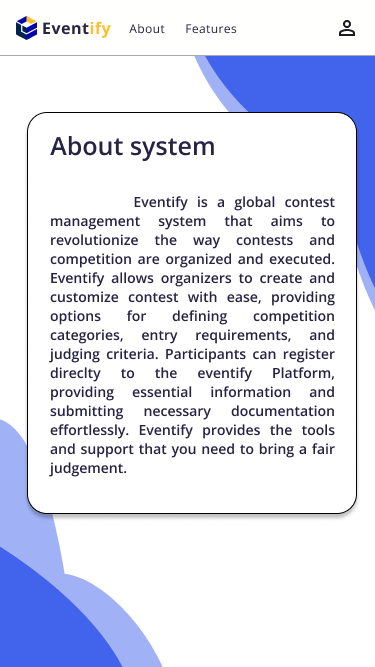 Eventify About Features
About system
Eventify is a global contest
management system that aims to
revolutionize the way contests and
competition are organized and executed.
Eventify allows organizers to create and
customize contest with ease, providing
options for defining competition
categories, entry requirements, and
judging criteria. Participants can register
direclty to the eventify Platform,
providing essential information and
submitting necessary documentation
effortlessly. Eventify provides the tools
and support that you need to bring a fair
judgement.